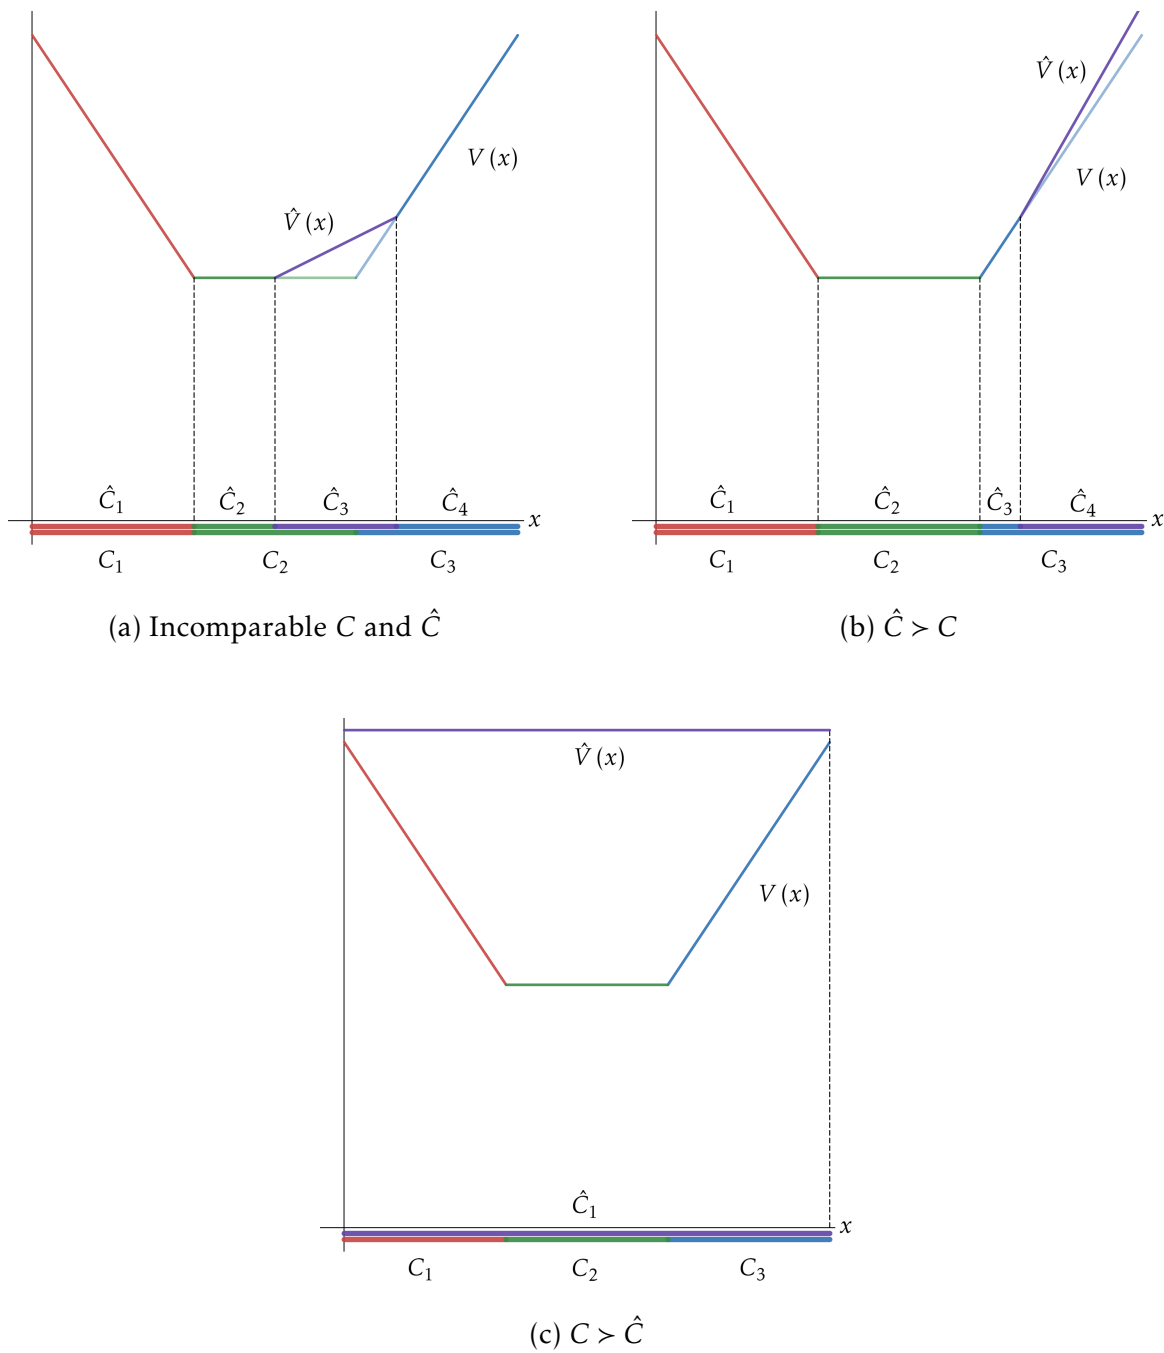 V̂ (x)
V (x)
V̂ (x)
V (x)
Ĉ₁ Ĉ₂ Ĉ₃ Ĉ₄
x
C₁ C₂ C₃
Ĉ₁ Ĉ₂ Ĉ₃ Ĉ₄
x
C₁ C₂ C₃
(a) Incomparable C and Ĉ
(b) Ĉ ≻ C
V̂ (x)
V (x)
Ĉ₁
x
C₁ C₂ C₃
(c) C ≻ Ĉ